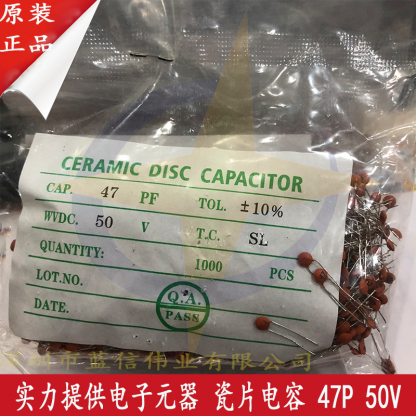 原装
正品
CERAMIC DISC CAPACITOR
CAP. 47 PF TOL. ±10%
WVDC. 50 V T.C. SL
QUANTITY: 1000 PCS
LOT.NO.
DATE.
Q.A.
PASS
市蓝信伟业有限公司
实力提供电子元器 瓷片电容 47P 50V